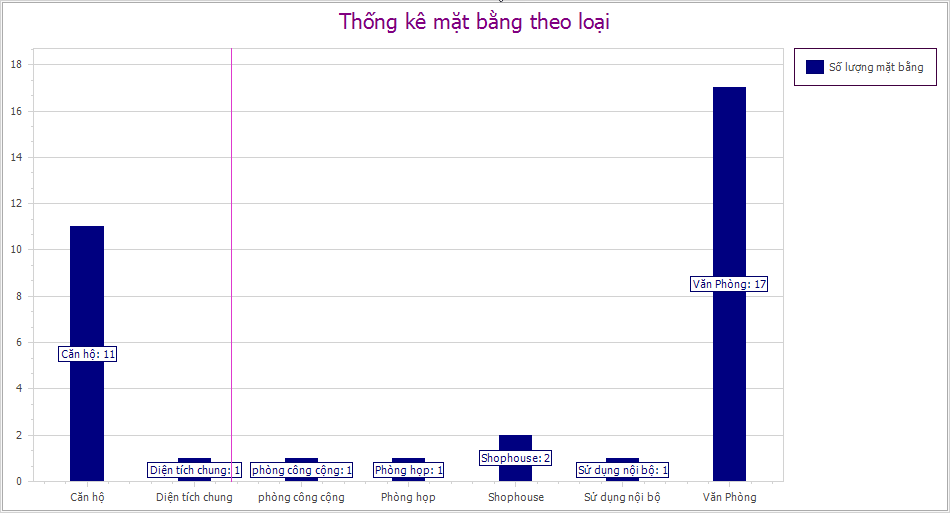 Thống kê mặt bằng theo loại
Số lượng mặt bằng
18
16
14
12
10
8
6
4
2
0
Căn hộ: 11
Diện tích chung: 1
phòng công cộng: 1
Phòng họp: 1
Shophouse: 2
Sử dụng nội bộ: 1
Văn Phòng: 17
Căn hộ
Diện tích chung
phòng công cộng
Phòng họp
Shophouse
Sử dụng nội bộ
Văn Phòng